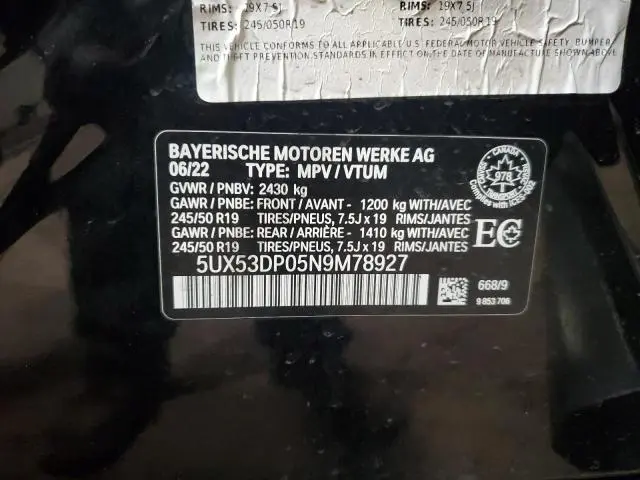 RIMS: 19X7.5J RIMS: 19X7.5J
TIRES: 245/050R19 TIRES: 245/050R19
THIS VEHICLE CONFORMS TO ALL APPLICABLE U.S. FEDERAL MOTOR VEHICLE SAFETY, BUMPER
AND THEFT PREVENTION STANDARDS IN EFFECT ON THE DATE OF MANUFACTURE SHOWN ABOVE.
BAYERISCHE MOTOREN WERKE AG
06/22 TYPE: MPV / VTUM
GVWR / PNBV: 2430 kg
GAWR / PNBE: FRONT / AVANT - 1200 kg WITH/AVEC
245/50 R19 TIRES/PNEUS, 7.5J x 19 RIMS/JANTES
GAWR / PNBE: REAR / ARRIÈRE - 1410 kg WITH/AVEC
245/50 R19 TIRES/PNEUS, 7.5J x 19 RIMS/JANTES
CANADA
978
TRANSPORT
EC
5UX53DP05N9M78927
668/9
9 853 706